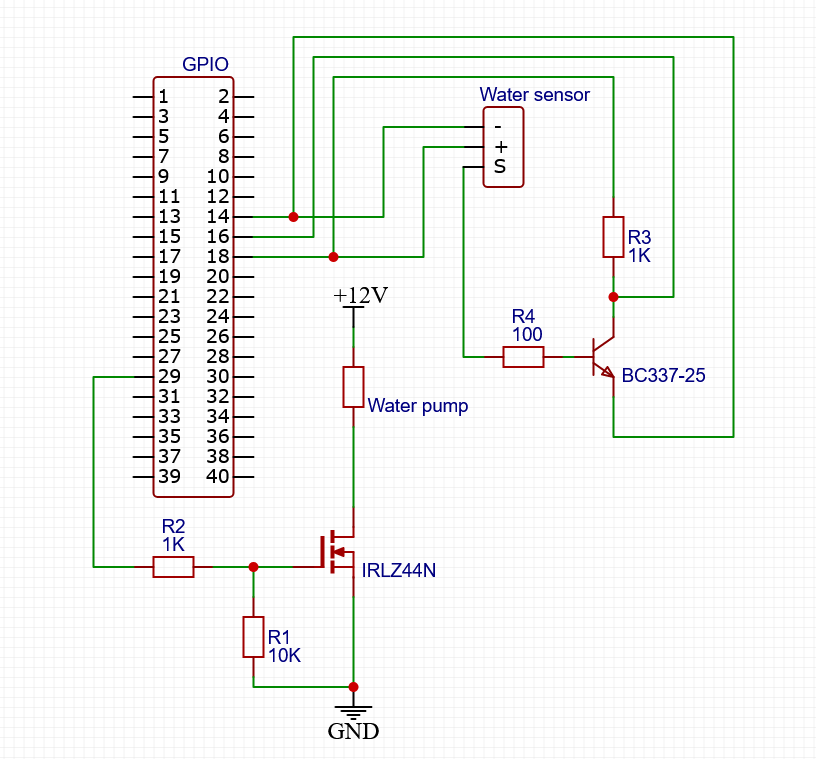 GPIO
1 2
3 4
5 6
7 8
9 10
11 12
13 14
15 16
17 18
19 20
21 22
23 24
25 26
27 28
29 30
31 32
33 34
35 36
37 38
39 40
Water sensor
-
+
S
R3
1K
R4
100
BC337-25
+12V
Water pump
R2
1K
IRLZ44N
R1
10K
GND